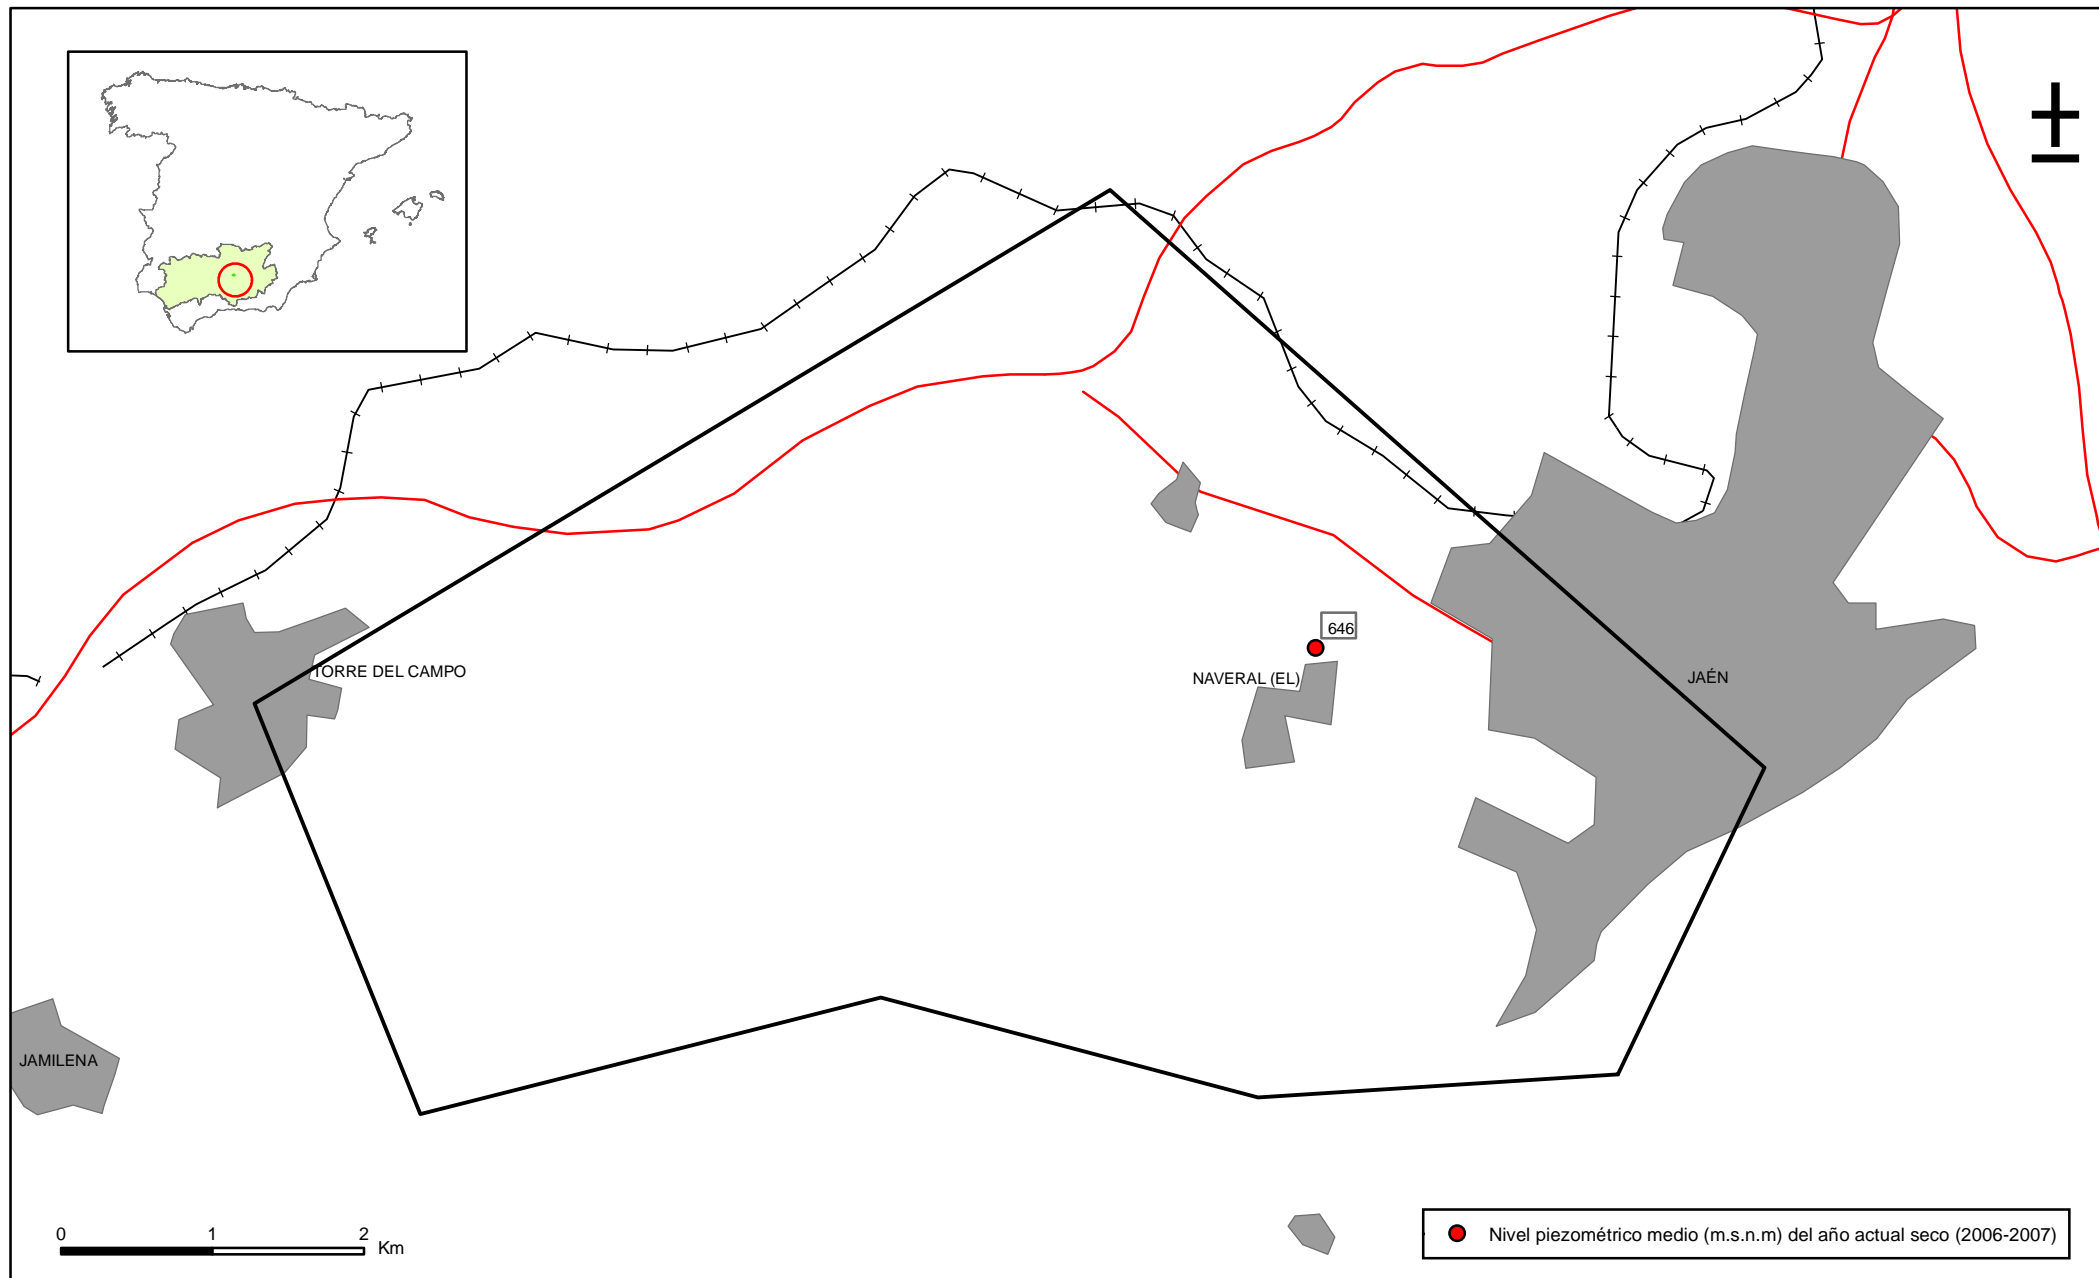 646
TORRE DEL CAMPO
NAVERAL (EL)
JAÉN
JAMILENA
0 1 2
Km
Nivel piezométrico medio (m.s.n.m) del año actual seco (2006-2007)